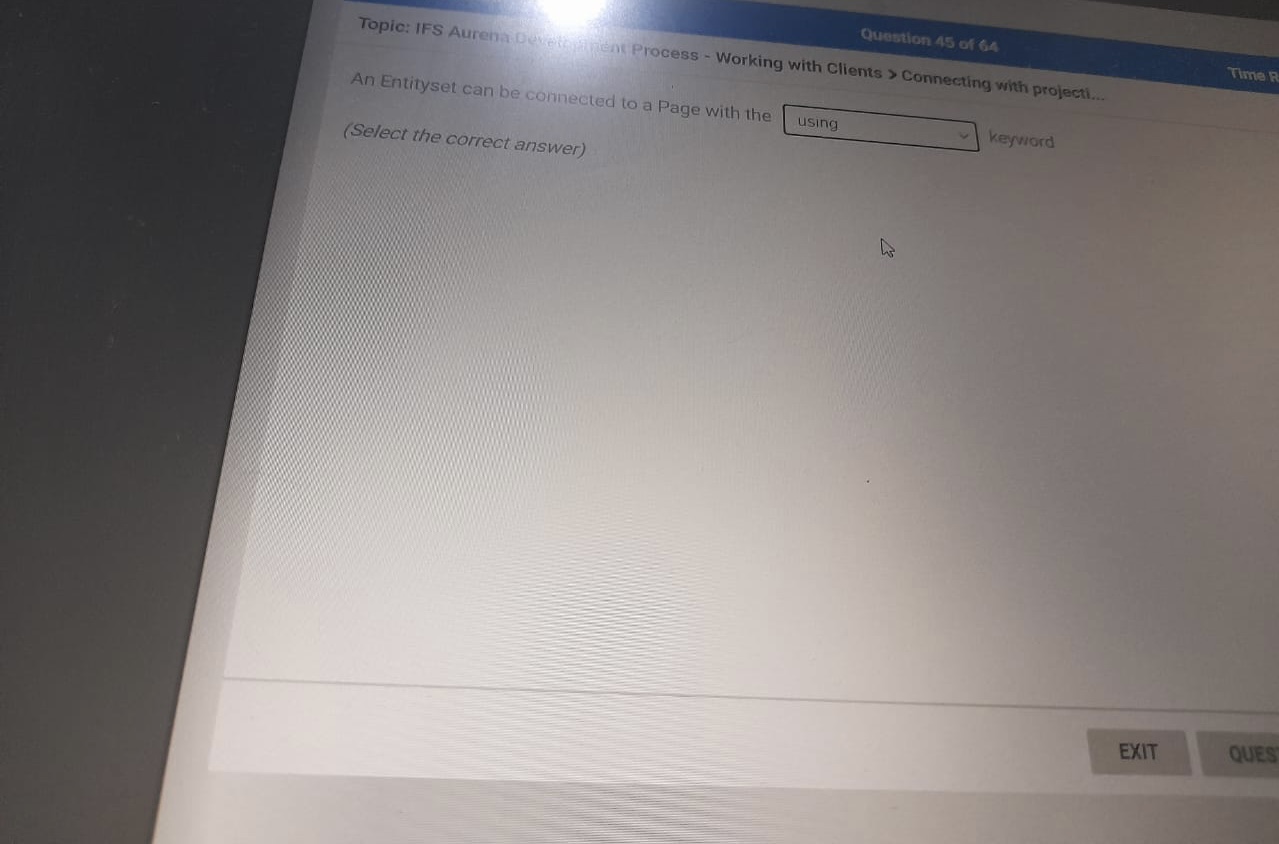 Question 45 of 64
Time R
Topic: IFS Aurena Development Process - Working with Clients > Connecting with projecti...
An Entityset can be connected to a Page with the using keyword
(Select the correct answer)
EXIT
QUES